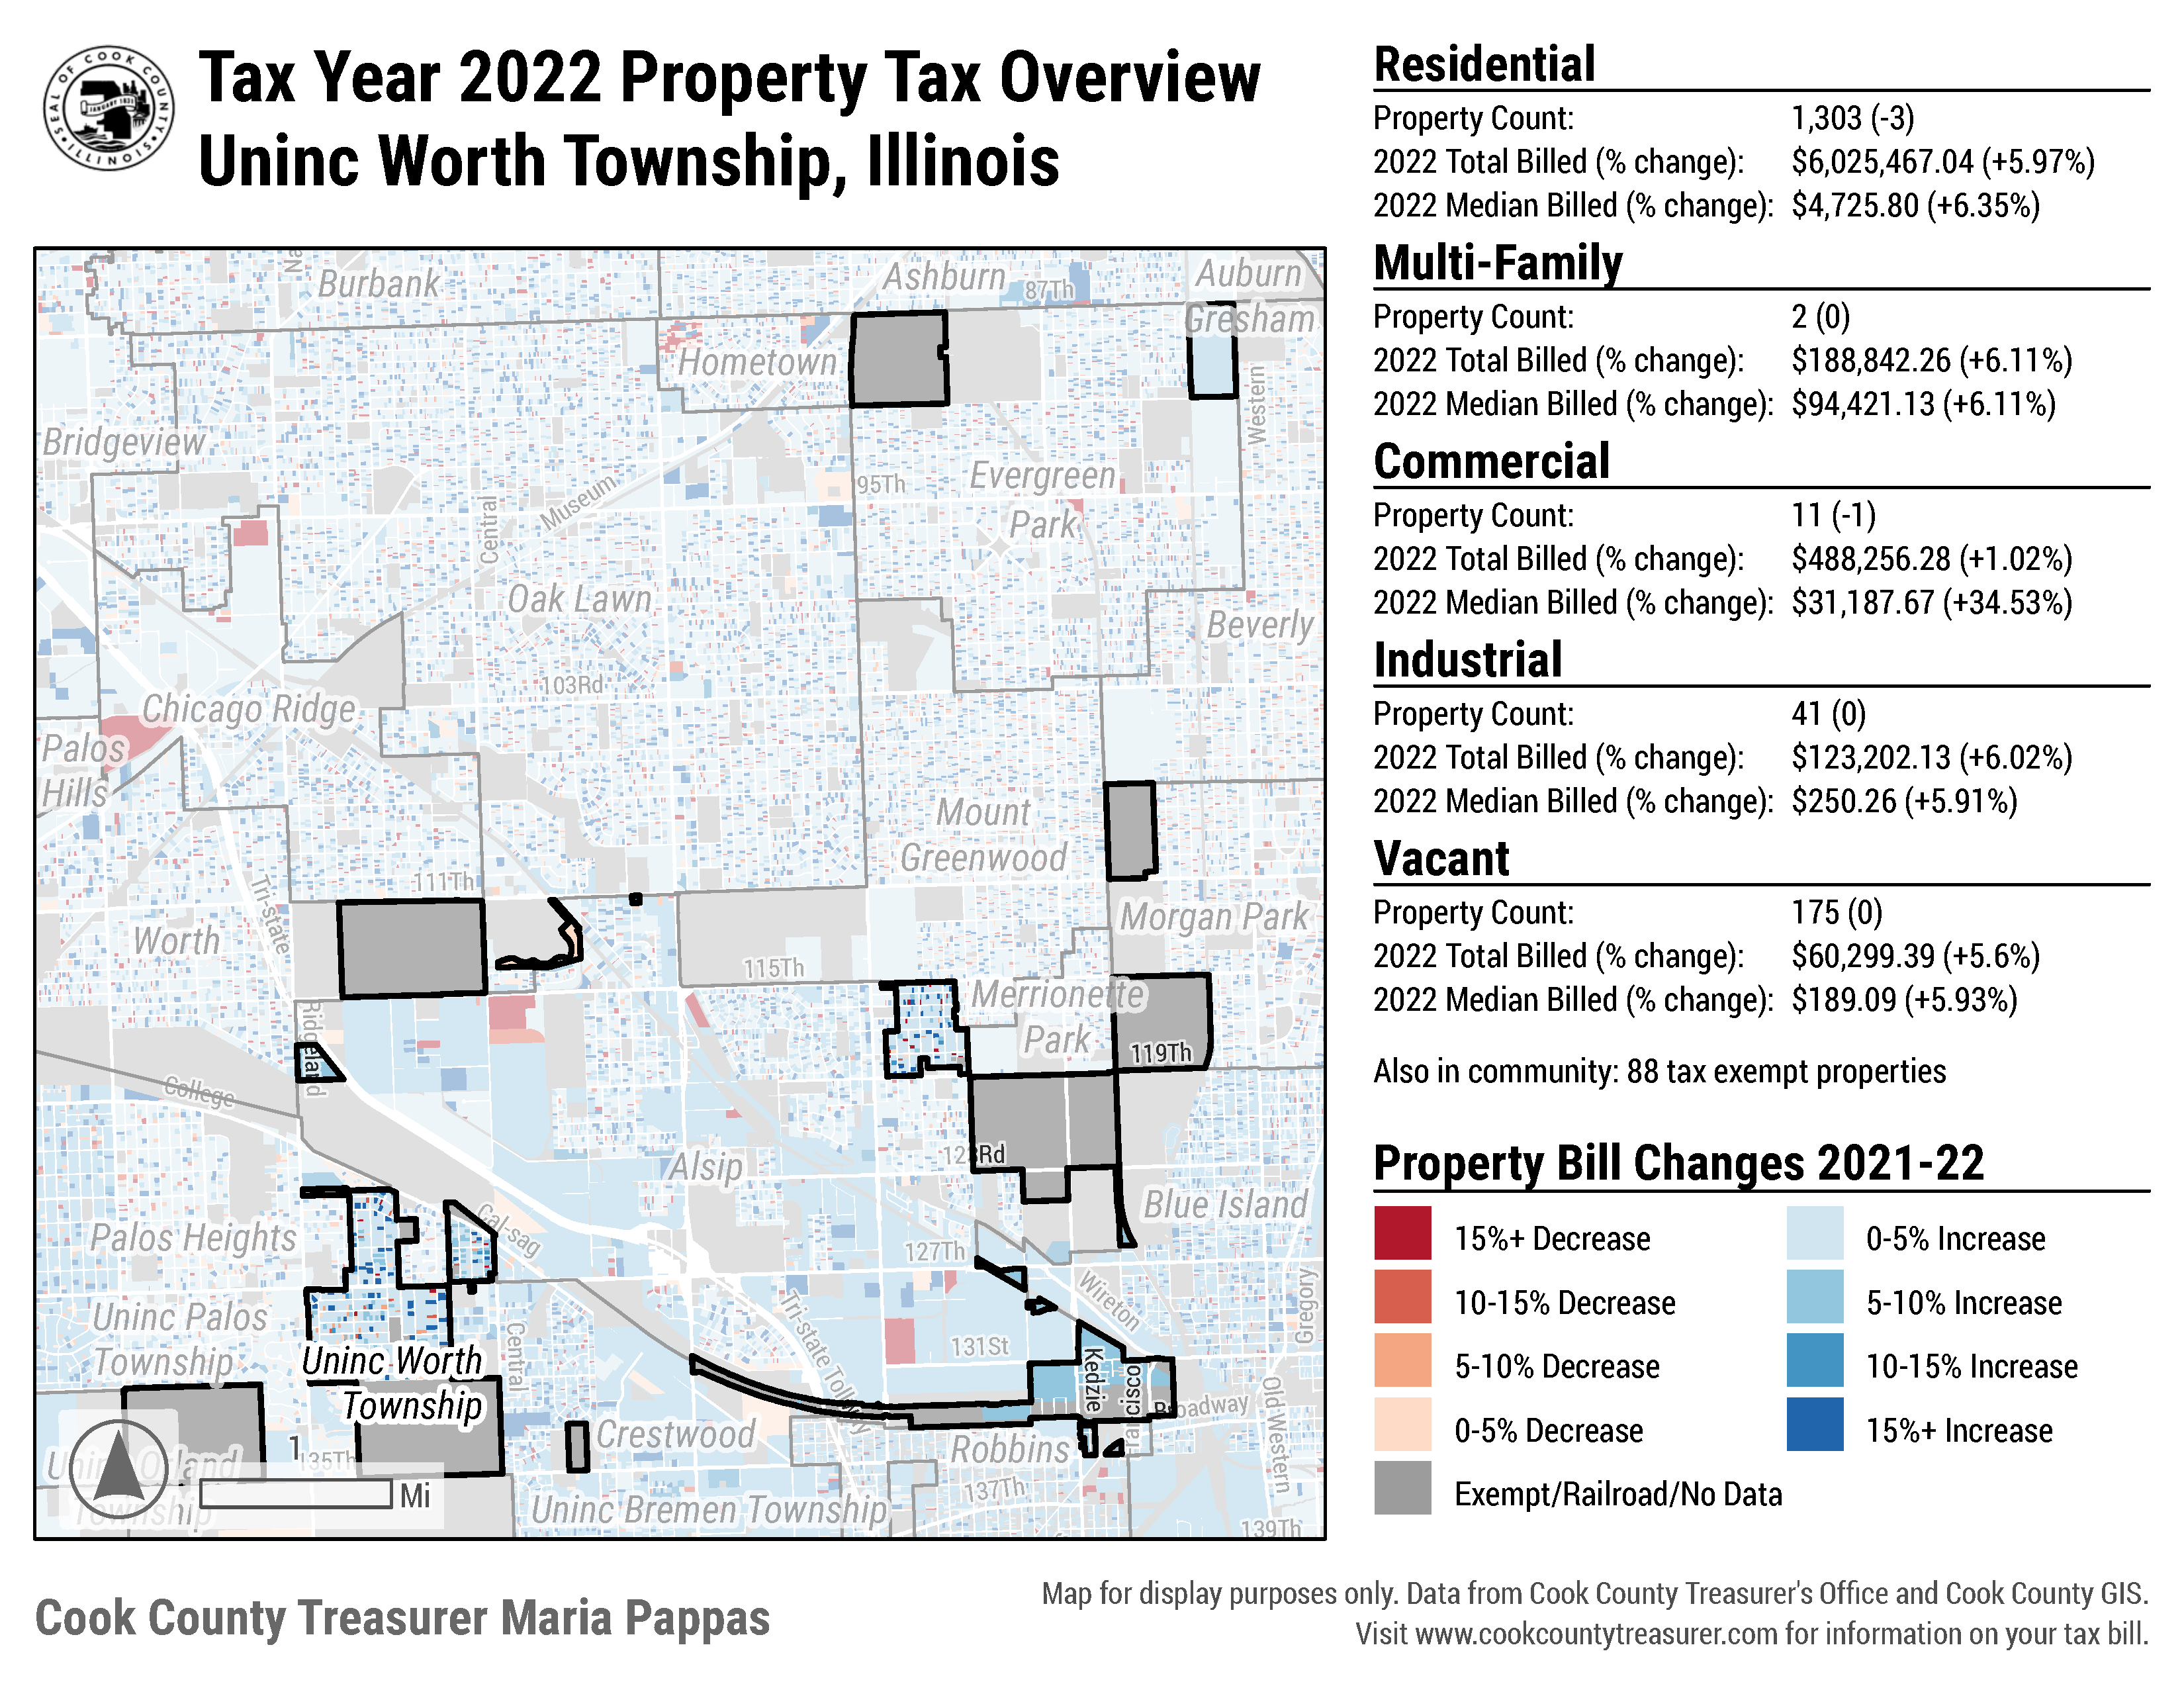 SEAL OF COOK COUNTY
ILLINOIS
JANUARY 1831
Tax Year 2022 Property Tax Overview
Uninc Worth Township, Illinois
Residential
Property Count: 1,303 (-3)
2022 Total Billed (% change): $6,025,467.04 (+5.97%)
2022 Median Billed (% change): $4,725.80 (+6.35%)
Multi-Family
Property Count: 2 (0)
2022 Total Billed (% change): $188,842.26 (+6.11%)
2022 Median Billed (% change): $94,421.13 (+6.11%)
Commercial
Property Count: 11 (-1)
2022 Total Billed (% change): $488,256.28 (+1.02%)
2022 Median Billed (% change): $31,187.67 (+34.53%)
Industrial
Property Count: 41 (0)
2022 Total Billed (% change): $123,202.13 (+6.02%)
2022 Median Billed (% change): $250.26 (+5.91%)
Vacant
Property Count: 175 (0)
2022 Total Billed (% change): $60,299.39 (+5.6%)
2022 Median Billed (% change): $189.09 (+5.93%)
Also in community: 88 tax exempt properties
Property Bill Changes 2021-22
15%+ Decrease
10-15% Decrease
5-10% Decrease
0-5% Decrease
Exempt/Railroad/No Data
0-5% Increase
5-10% Increase
10-15% Increase
15%+ Increase
Burbank
Ashburn
87Th
Auburn
Gresham
Hometown
Western
Bridgeview
Central
Museum
95Th
Evergreen
Park
Oak Lawn
Beverly
103Rd
Chicago Ridge
Palos
Hills
Mount
Greenwood
111Th
Tri-state
Worth
Morgan Park
115Th
Merrionette
Park
119Th
Ridgeland
College
123Rd
Alsip
Blue Island
Palos Heights
Cal-sag
127Th
Wireton
Gregory
Uninc Palos
Township
Central
Tri-state Tollway
131St
Uninc Worth
Township
Kedzie
Francisco
Broadway
Old Western
Crestwood
Robbins
Uninc Orland
Township
135Th
1
Mi
137Th
Uninc Bremen Township
139Th
Cook County Treasurer Maria Pappas
Map for display purposes only. Data from Cook County Treasurer's Office and Cook County GIS.
Visit www.cookcountytreasurer.com for information on your tax bill.